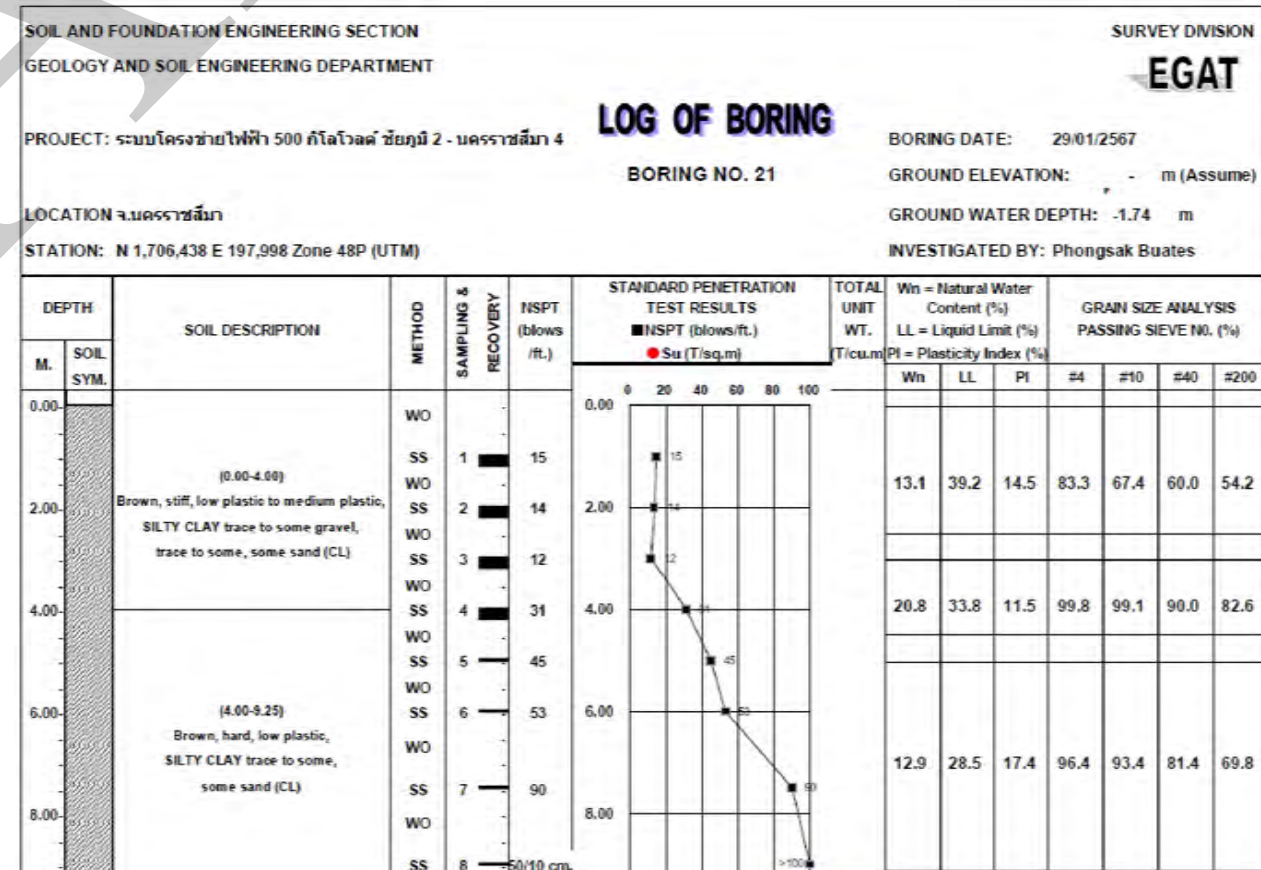 SOIL AND FOUNDATION ENGINEERING SECTION
SURVEY DIVISION
GEOLOGY AND SOIL ENGINEERING DEPARTMENT
EGAT
LOG OF BORING
PROJECT: ระบบโครงข่ายไฟฟ้า 500 กิโลโวลต์ ชัยภูมิ 2 - นครราชสีมา 4
BORING DATE: 29/01/2567
BORING NO. 21
GROUND ELEVATION: - m (Assume)
LOCATION จ.นครราชสีมา
GROUND WATER DEPTH: -1.74 m
STATION: N 1,706,438 E 197,998 Zone 48P (UTM)
INVESTIGATED BY: Phongsak Buates
DEPTH
M.
SOIL
SYM.
SOIL DESCRIPTION
METHOD
SAMPLING &
RECOVERY
NSPT
(blows
/ft.)
STANDARD PENETRATION
TEST RESULTS
NSPT (blows/ft.)
Su (T/sq.m)
TOTAL
UNIT
WT.
(T/cu.m
Wn = Natural Water
Content (%)
LL = Liquid Limit (%)
PI = Plasticity Index (%)
GRAIN SIZE ANALYSIS
PASSING SIEVE N0. (%)
Wn LL PI #4 #10 #40 #200
0 20 40 60 80 100
0.00
2.00
4.00
6.00
8.00
(0.00-4.00)
Brown, stiff, low plastic to medium plastic,
SILTY CLAY trace to some gravel,
trace to some, some sand (CL)
(4.00-9.25)
Brown, hard, low plastic,
SILTY CLAY trace to some,
some sand (CL)
WO
SS 1 15
WO
SS 2 14
WO
SS 3 12
WO
SS 4 31
WO
SS 5 45
WO
SS 6 53
WO
SS 7 90
WO
SS 8 50/10 cm.
0.00
2.00
4.00
6.00
8.00
15
14
12
31
45
53
90
>100
13.1 39.2 14.5 83.3 67.4 60.0 54.2
20.8 33.8 11.5 99.8 99.1 90.0 82.6
12.9 28.5 17.4 96.4 93.4 81.4 69.8